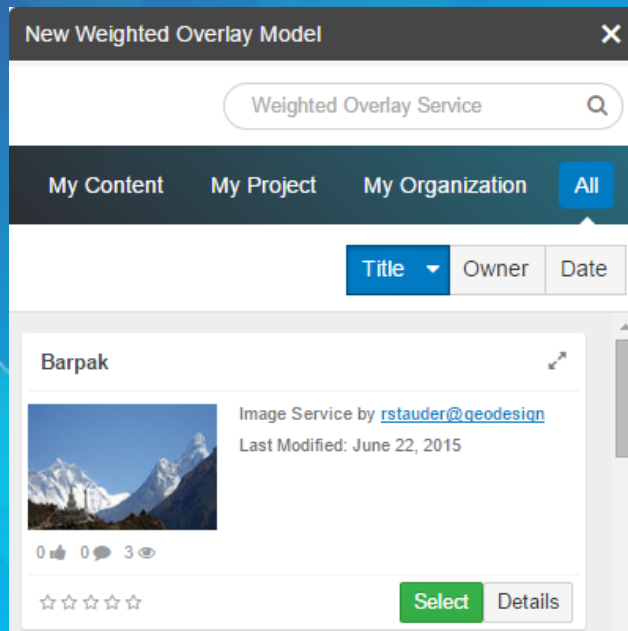 New Weighted Overlay Model
Weighted Overlay Service
My Content My Project My Organization All
Title Owner Date
Barpak
Image Service by rstauder@geodesign
Last Modified: June 22, 2015
0 0 3
Select Details